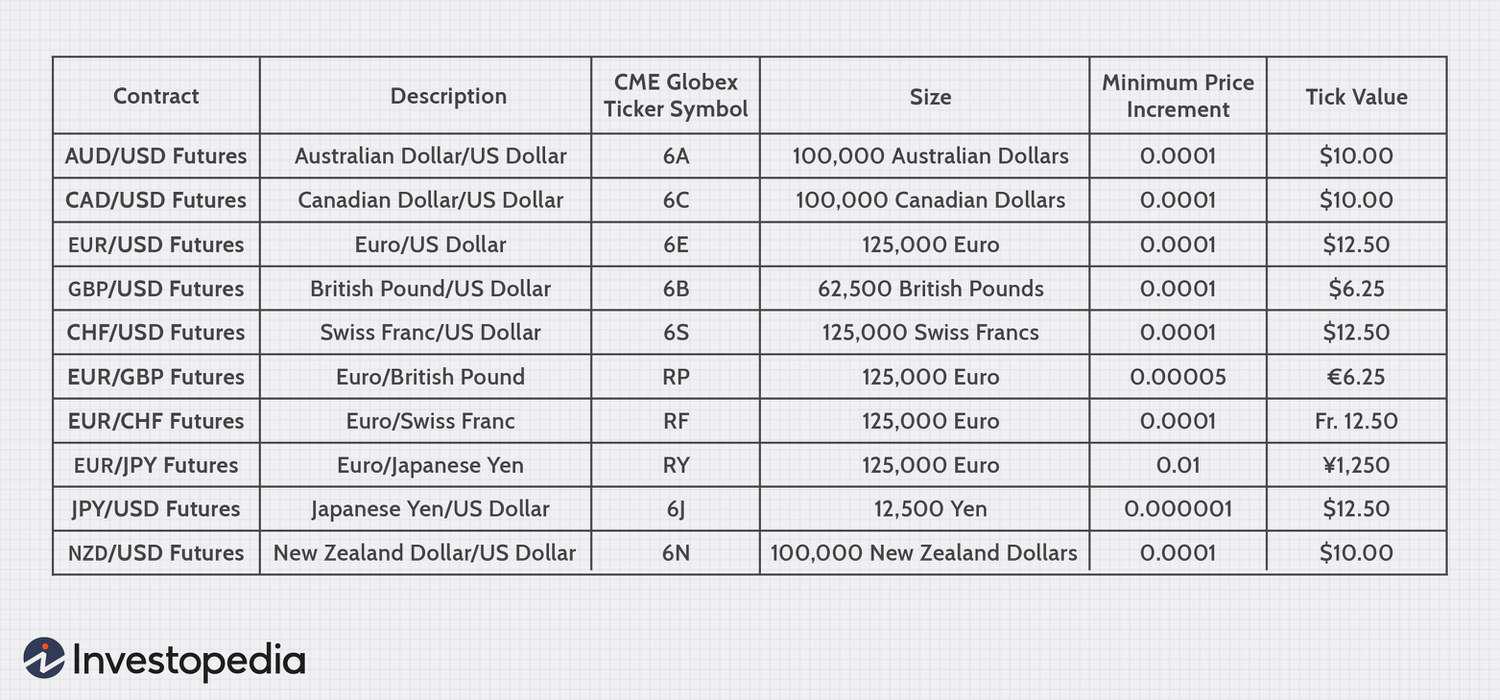 Contract Description CME Globex Ticker Symbol Size Minimum Price Increment Tick Value
AUD/USD Futures Australian Dollar/US Dollar 6A 100,000 Australian Dollars 0.0001 $10.00
CAD/USD Futures Canadian Dollar/US Dollar 6C 100,000 Canadian Dollars 0.0001 $10.00
EUR/USD Futures Euro/US Dollar 6E 125,000 Euro 0.0001 $12.50
GBP/USD Futures British Pound/US Dollar 6B 62,500 British Pounds 0.0001 $6.25
CHF/USD Futures Swiss Franc/US Dollar 6S 125,000 Swiss Francs 0.0001 $12.50
EUR/GBP Futures Euro/British Pound RP 125,000 Euro 0.00005 €6.25
EUR/CHF Futures Euro/Swiss Franc RF 125,000 Euro 0.0001 Fr. 12.50
EUR/JPY Futures Euro/Japanese Yen RY 125,000 Euro 0.01 ¥1,250
JPY/USD Futures Japanese Yen/US Dollar 6J 12,500 Yen 0.000001 $12.50
NZD/USD Futures New Zealand Dollar/US Dollar 6N 100,000 New Zealand Dollars 0.0001 $10.00
Investopedia